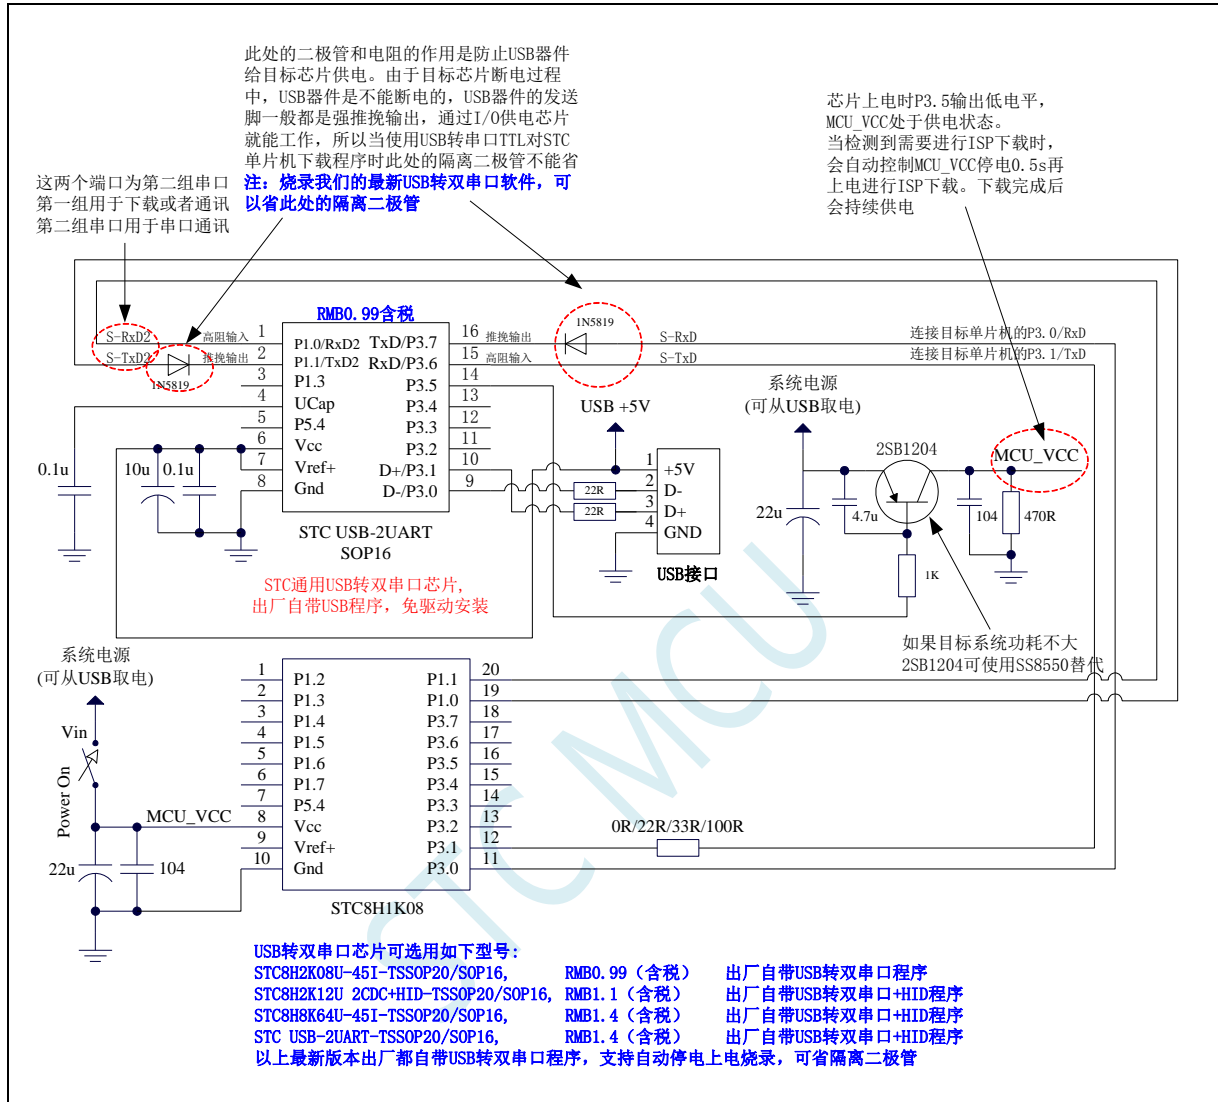 此处的二极管和电阻的作用是防止USB器件
给目标芯片供电。由于目标芯片断电过程
中，USB器件是不能断电的，USB器件的发送
脚一般都是强推挽输出，通过I/O供电芯片
就能工作，所以当使用USB转串口TTL对STC
单片机下载程序时此处的隔离二极管不能省
注：烧录我们的最新USB转双串口软件，可
以省此处的隔离二极管
芯片上电时P3.5输出低电平，
MCU_VCC处于供电状态。
当检测到需要进行ISP下载时，
会自动控制MCU_VCC停电0.5s再
上电进行ISP下载。下载完成后
会持续供电
这两个端口为第二组串口
第一组用于下载或者通讯
第二组串口用于串口通讯
RMB0.99含税
S-RxD2 高阻输入 1 P1.0/RxD2 TxD/P3.7 16 推挽输出 1N5819 S-RxD 连接目标单片机的P3.0/RxD
S-TxD2 1N5819 推挽输出 2 P1.1/TxD2 RxD/P3.6 15 高阻输入 S-TxD 连接目标单片机的P3.1/TxD
3 P1.3 P3.5 14
4 UCap P3.4 13
5 P5.4 P3.3 12
6 Vcc P3.2 11
7 Vref+ D+/P3.1 10
8 Gnd D-/P3.0 9
0.1u
10u
0.1u
STC USB-2UART
SOP16
STC通用USB转双串口芯片，
出厂自带USB程序，免驱动安装
USB +5V
22R
22R
1 +5V
2 D-
3 D+
4 GND
USB接口
系统电源
(可从USB取电)
22u
4.7u
2SB1204
MCU_VCC
104
470R
1K
如果目标系统功耗不大
2SB1204可使用SS8550替代
系统电源
(可从USB取电)
Vin
Power On
MCU_VCC
22u
104
1 P1.2 P1.1 20
2 P1.3 P1.0 19
3 P1.4 P3.7 18
4 P1.5 P3.6 17
5 P1.6 P3.5 16
6 P1.7 P3.4 15
7 P5.4 P3.3 14
8 Vcc P3.2 13
9 Vref+ P3.1 12
10 Gnd P3.0 11
0R/22R/33R/100R
STC8H1K08
STC MCU
USB转双串口芯片可选用如下型号：
STC8H2K08U-45I-TSSOP20/SOP16, RMB0.99（含税） 出厂自带USB转双串口程序
STC8H2K12U 2CDC+HID-TSSOP20/SOP16, RMB1.1（含税） 出厂自带USB转双串口+HID程序
STC8H8K64U-45I-TSSOP20/SOP16, RMB1.4（含税） 出厂自带USB转双串口+HID程序
STC USB-2UART-TSSOP20/SOP16, RMB1.4（含税） 出厂自带USB转双串口+HID程序
以上最新版本出厂都自带USB转双串口程序，支持自动停电上电烧录，可省隔离二极管